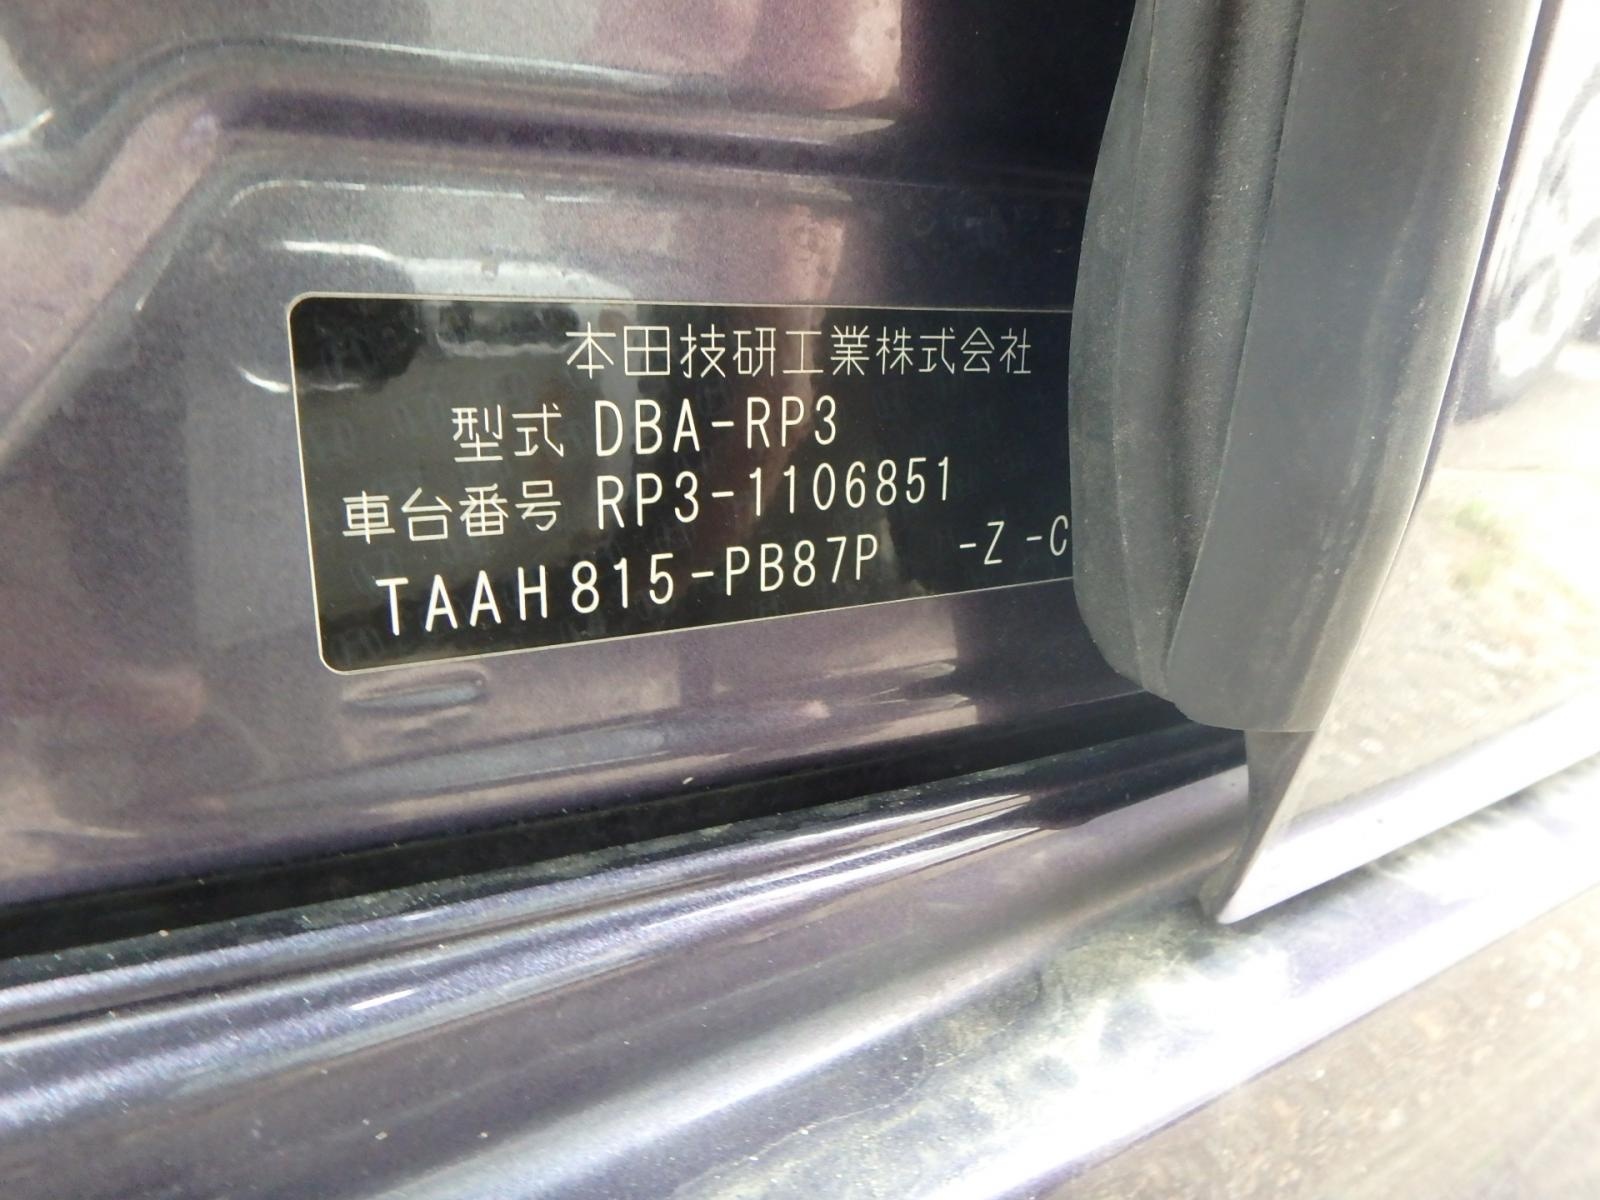 本田技研工業株式会社
型式 DBA-RP3
車台番号 RP3-1106851
TAAH815-PB87P -Z -C